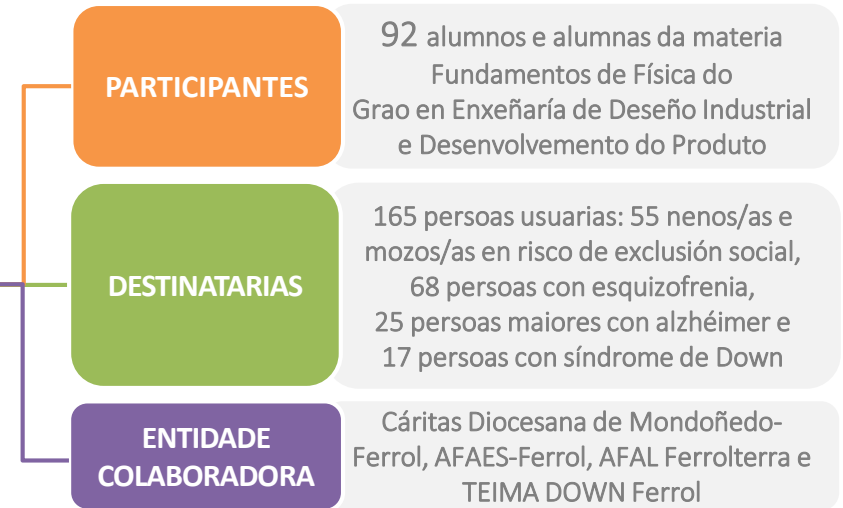 PARTICIPANTES
92 alumnos e alumnas da materia
Fundamentos de Física do
Grao en Enxeñaría de Deseño Industrial
e Desenvolvemento do Produto
DESTINATARIAS
165 persoas usuarias: 55 nenos/as e
mozos/as en risco de exclusión social,
68 persoas con esquizofrenia,
25 persoas maiores con alzhéimer e
17 persoas con síndrome de Down
ENTIDADE
COLABORADORA
Cáritas Diocesana de Mondoñedo-
Ferrol, AFAES-Ferrol, AFAL Ferrolterra e
TEIMA DOWN Ferrol